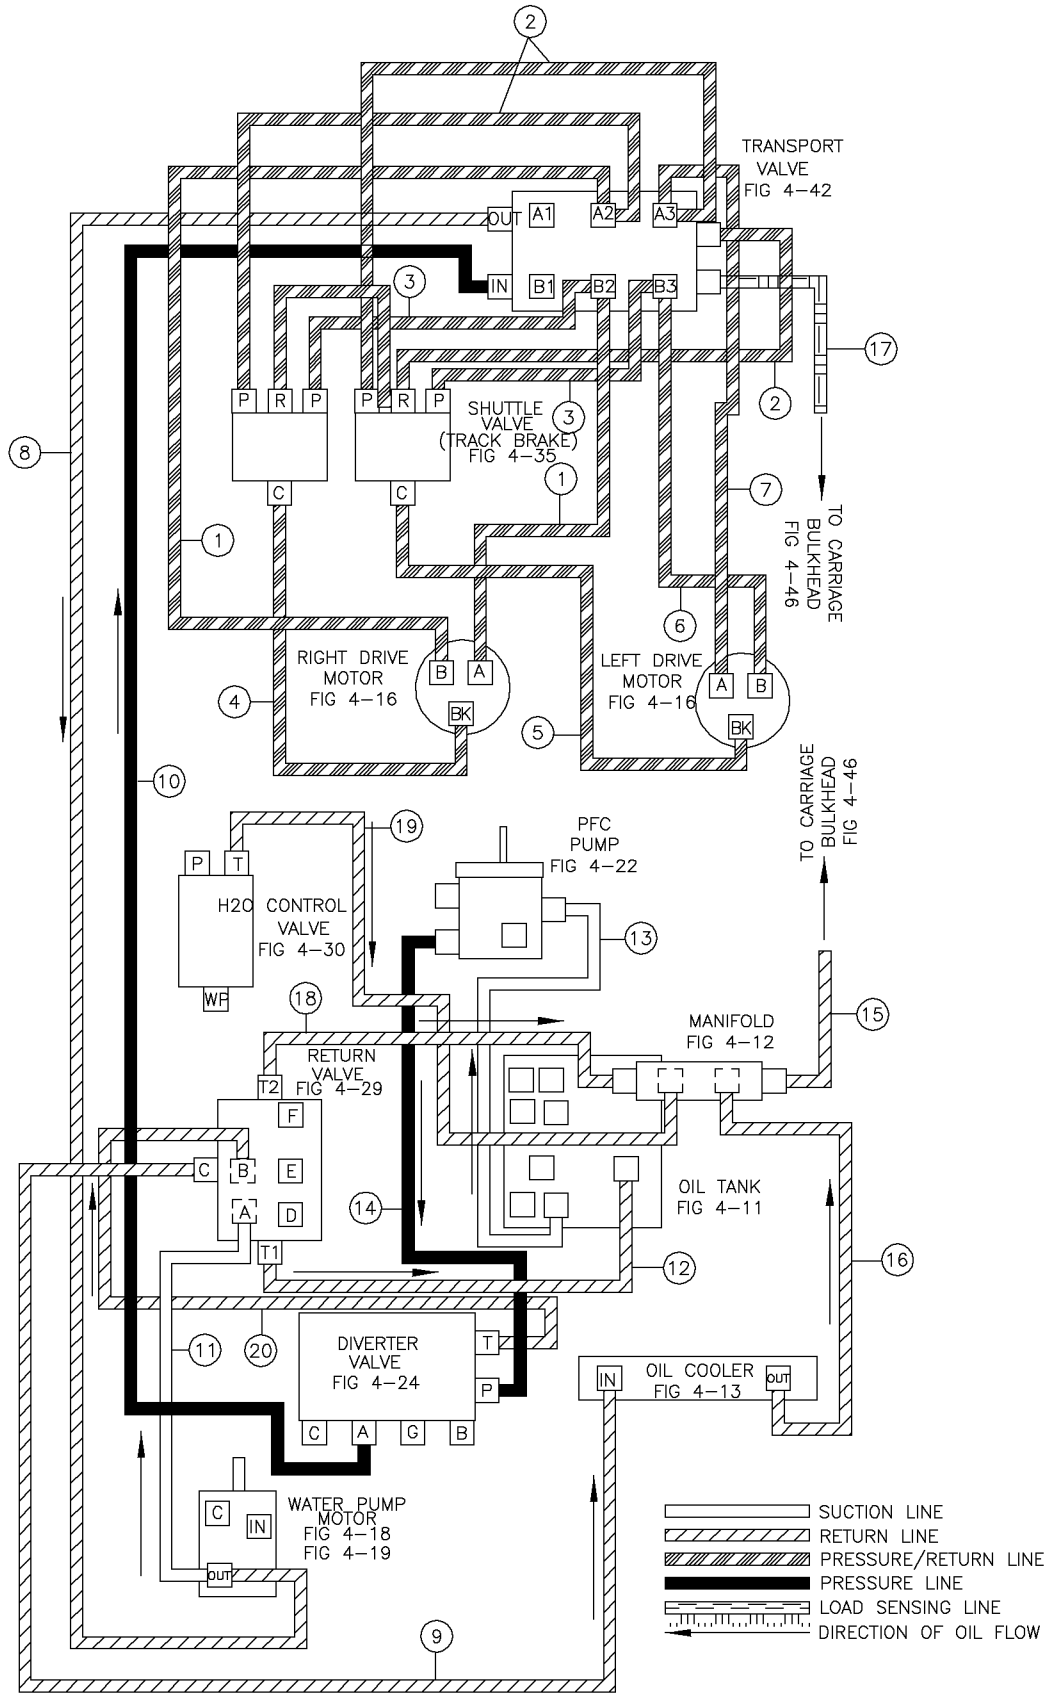 2
TRANSPORT
VALVE
FIG 4-42
OUT
A1
A2
A3
IN
B1
B2
B3
3
17
2
P
R
P
P
R
P
SHUTTLE
VALVE
(TRACK BRAKE)
FIG 4-35
3
8
C
C
1
7
1
TO CARRIAGE
BULKHEAD
FIG 4-46
6
RIGHT DRIVE
MOTOR
FIG 4-16
B
A
BK
LEFT DRIVE
MOTOR
FIG 4-16
A
B
BK
4
5
10
19
PFC
PUMP
FIG 4-22
TO CARRIAGE
BULKHEAD
FIG 4-46
P
T
H2O CONTROL
VALVE
FIG 4-30
WP
13
18
15
MANIFOLD
FIG 4-12
RETURN
VALVE
FIG 4-29
T2
F
C
B
E
A
D
T1
14
OIL TANK
FIG 4-11
12
16
11
20
DIVERTER
VALVE
FIG 4-24
T
P
C
A
G
B
IN
OIL COOLER
FIG 4-13
OUT
C
IN
OUT
WATER PUMP
MOTOR
FIG 4-18
FIG 4-19
9
SUCTION LINE
RETURN LINE
PRESSURE/RETURN LINE
PRESSURE LINE
LOAD SENSING LINE
DIRECTION OF OIL FLOW